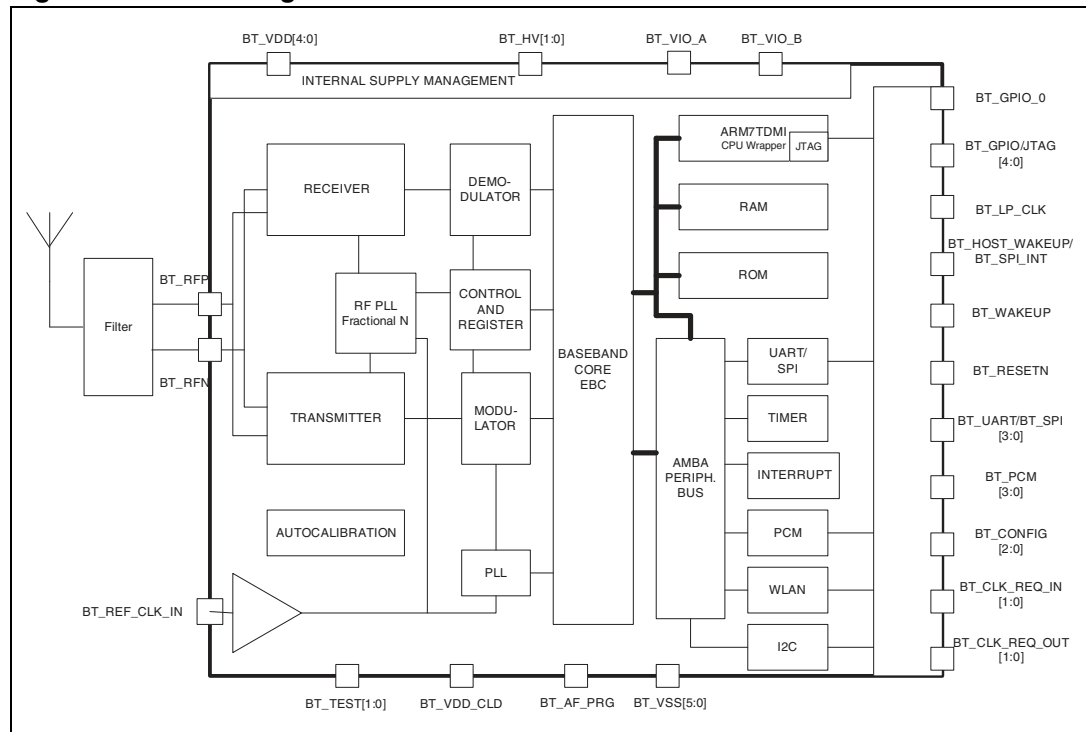 BT_VDD[4:0]
BT_HV[1:0]
BT_VIO_A
BT_VIO_B
INTERNAL SUPPLY MANAGEMENT
BT_GPIO_0
ARM7TDMI
CPU Wrapper
JTAG
BT_GPIO/JTAG
[4:0]
RECEIVER
DEMO-
DULATOR
RAM
BT_LP_CLK
BT_HOST_WAKEUP/
BT_SPI_INT
ROM
BT_RFP
Filter
BT_RFN
RF PLL
Fractional N
CONTROL
AND
REGISTER
BT_WAKEUP
BASEBAND
CORE
EBC
UART/
SPI
BT_RESETN
TRANSMITTER
MODU-
LATOR
TIMER
BT_UART/BT_SPI
[3:0]
AMBA
PERIPH.
BUS
INTERRUPT
BT_PCM
[3:0]
AUTOCALIBRATION
PCM
BT_CONFIG
[2:0]
PLL
WLAN
BT_CLK_REQ_IN
[1:0]
BT_REF_CLK_IN
I2C
BT_CLK_REQ_OUT
[1:0]
BT_TEST[1:0]
BT_VDD_CLD
BT_AF_PRG
BT_VSS[5:0]